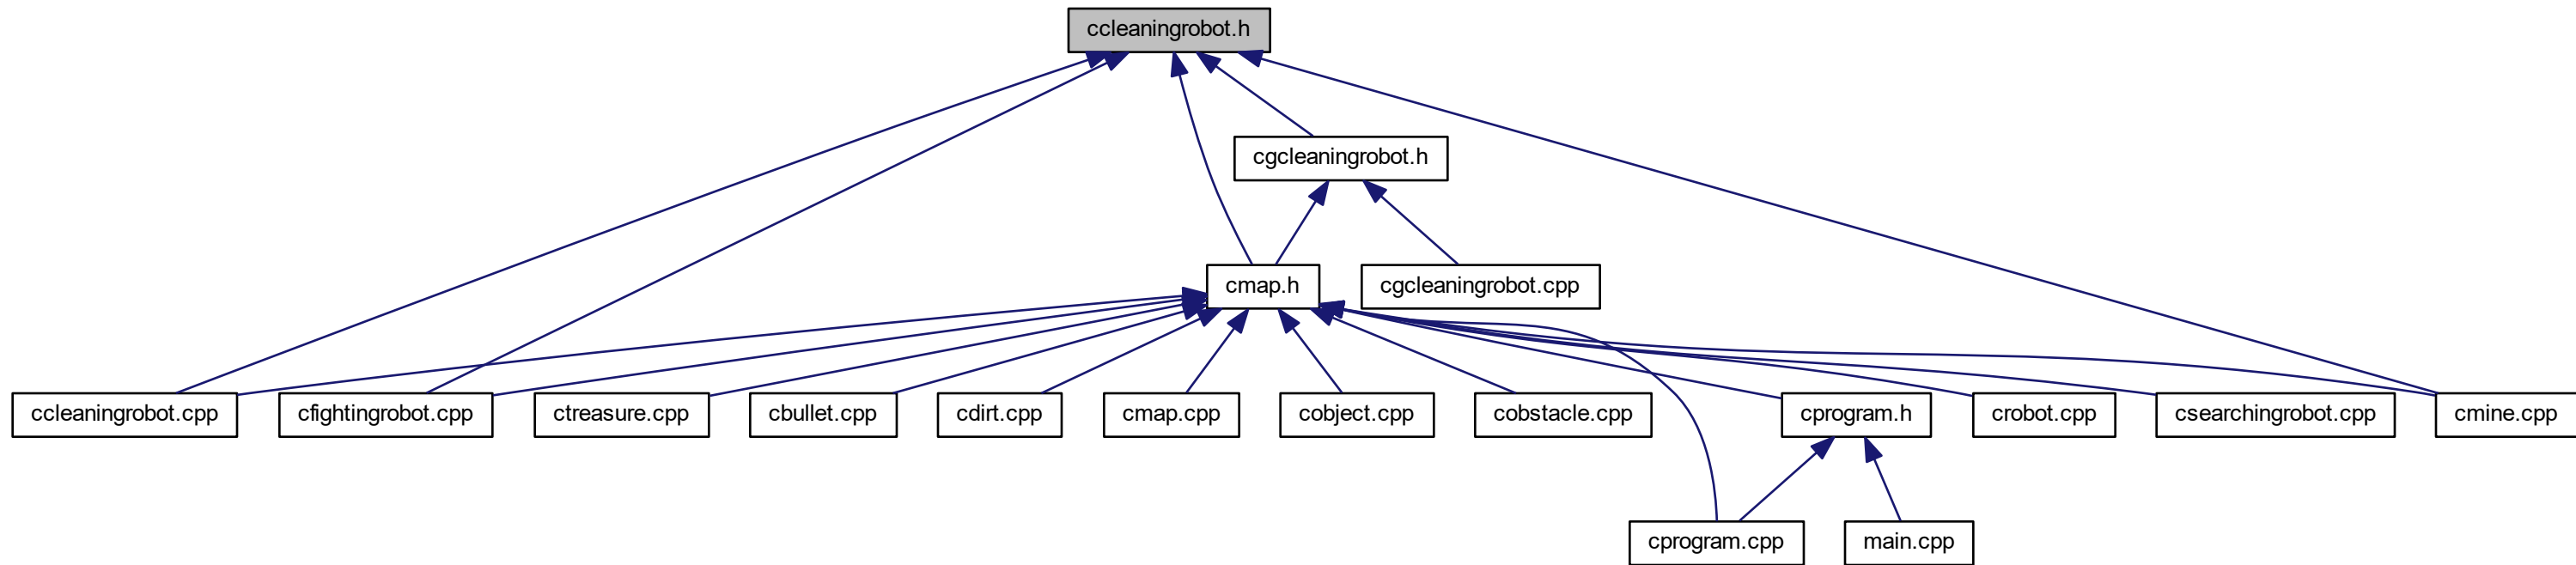 ccleaningrobot.h
cgcleaningrobot.h
cmap.h
cgcleaningrobot.cpp
ccleaningrobot.cpp
cfightingrobot.cpp
ctreasure.cpp
cbullet.cpp
cdirt.cpp
cmap.cpp
cobject.cpp
cobstacle.cpp
cprogram.h
crobot.cpp
csearchingrobot.cpp
cmine.cpp
cprogram.cpp
main.cpp